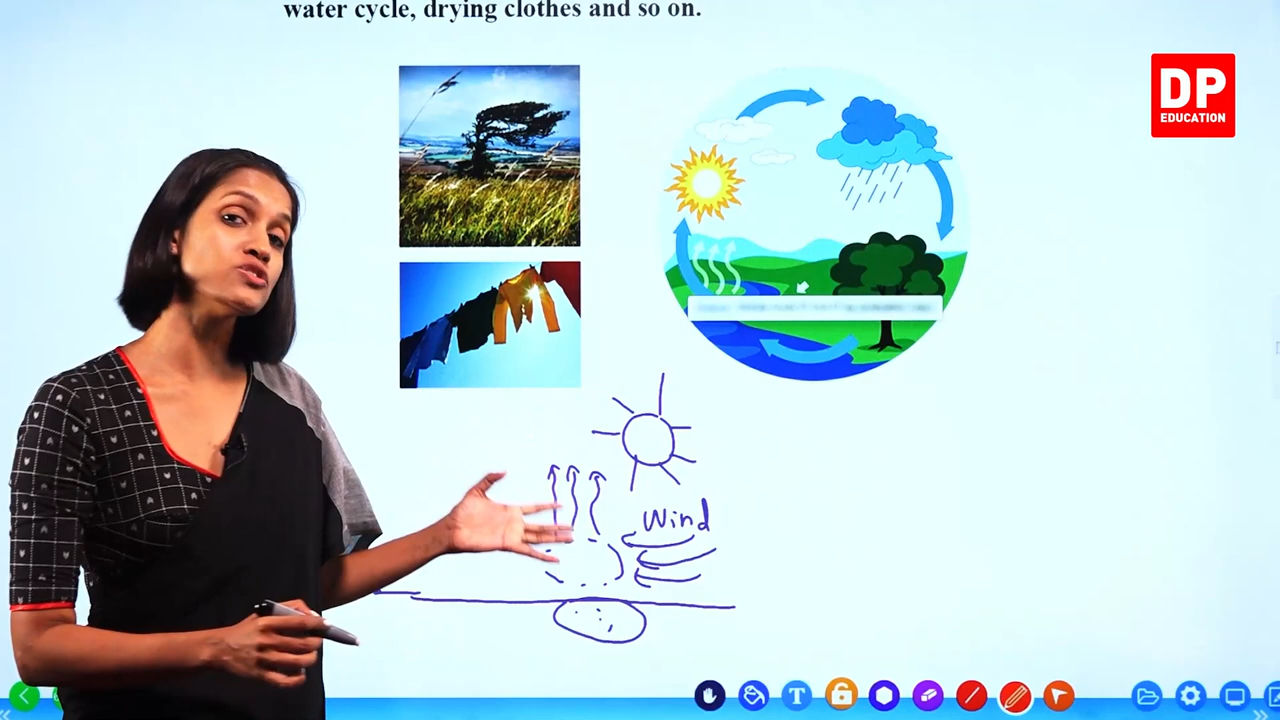 water cycle, drying clothes and so on.
DP
EDUCATION
Wind
T